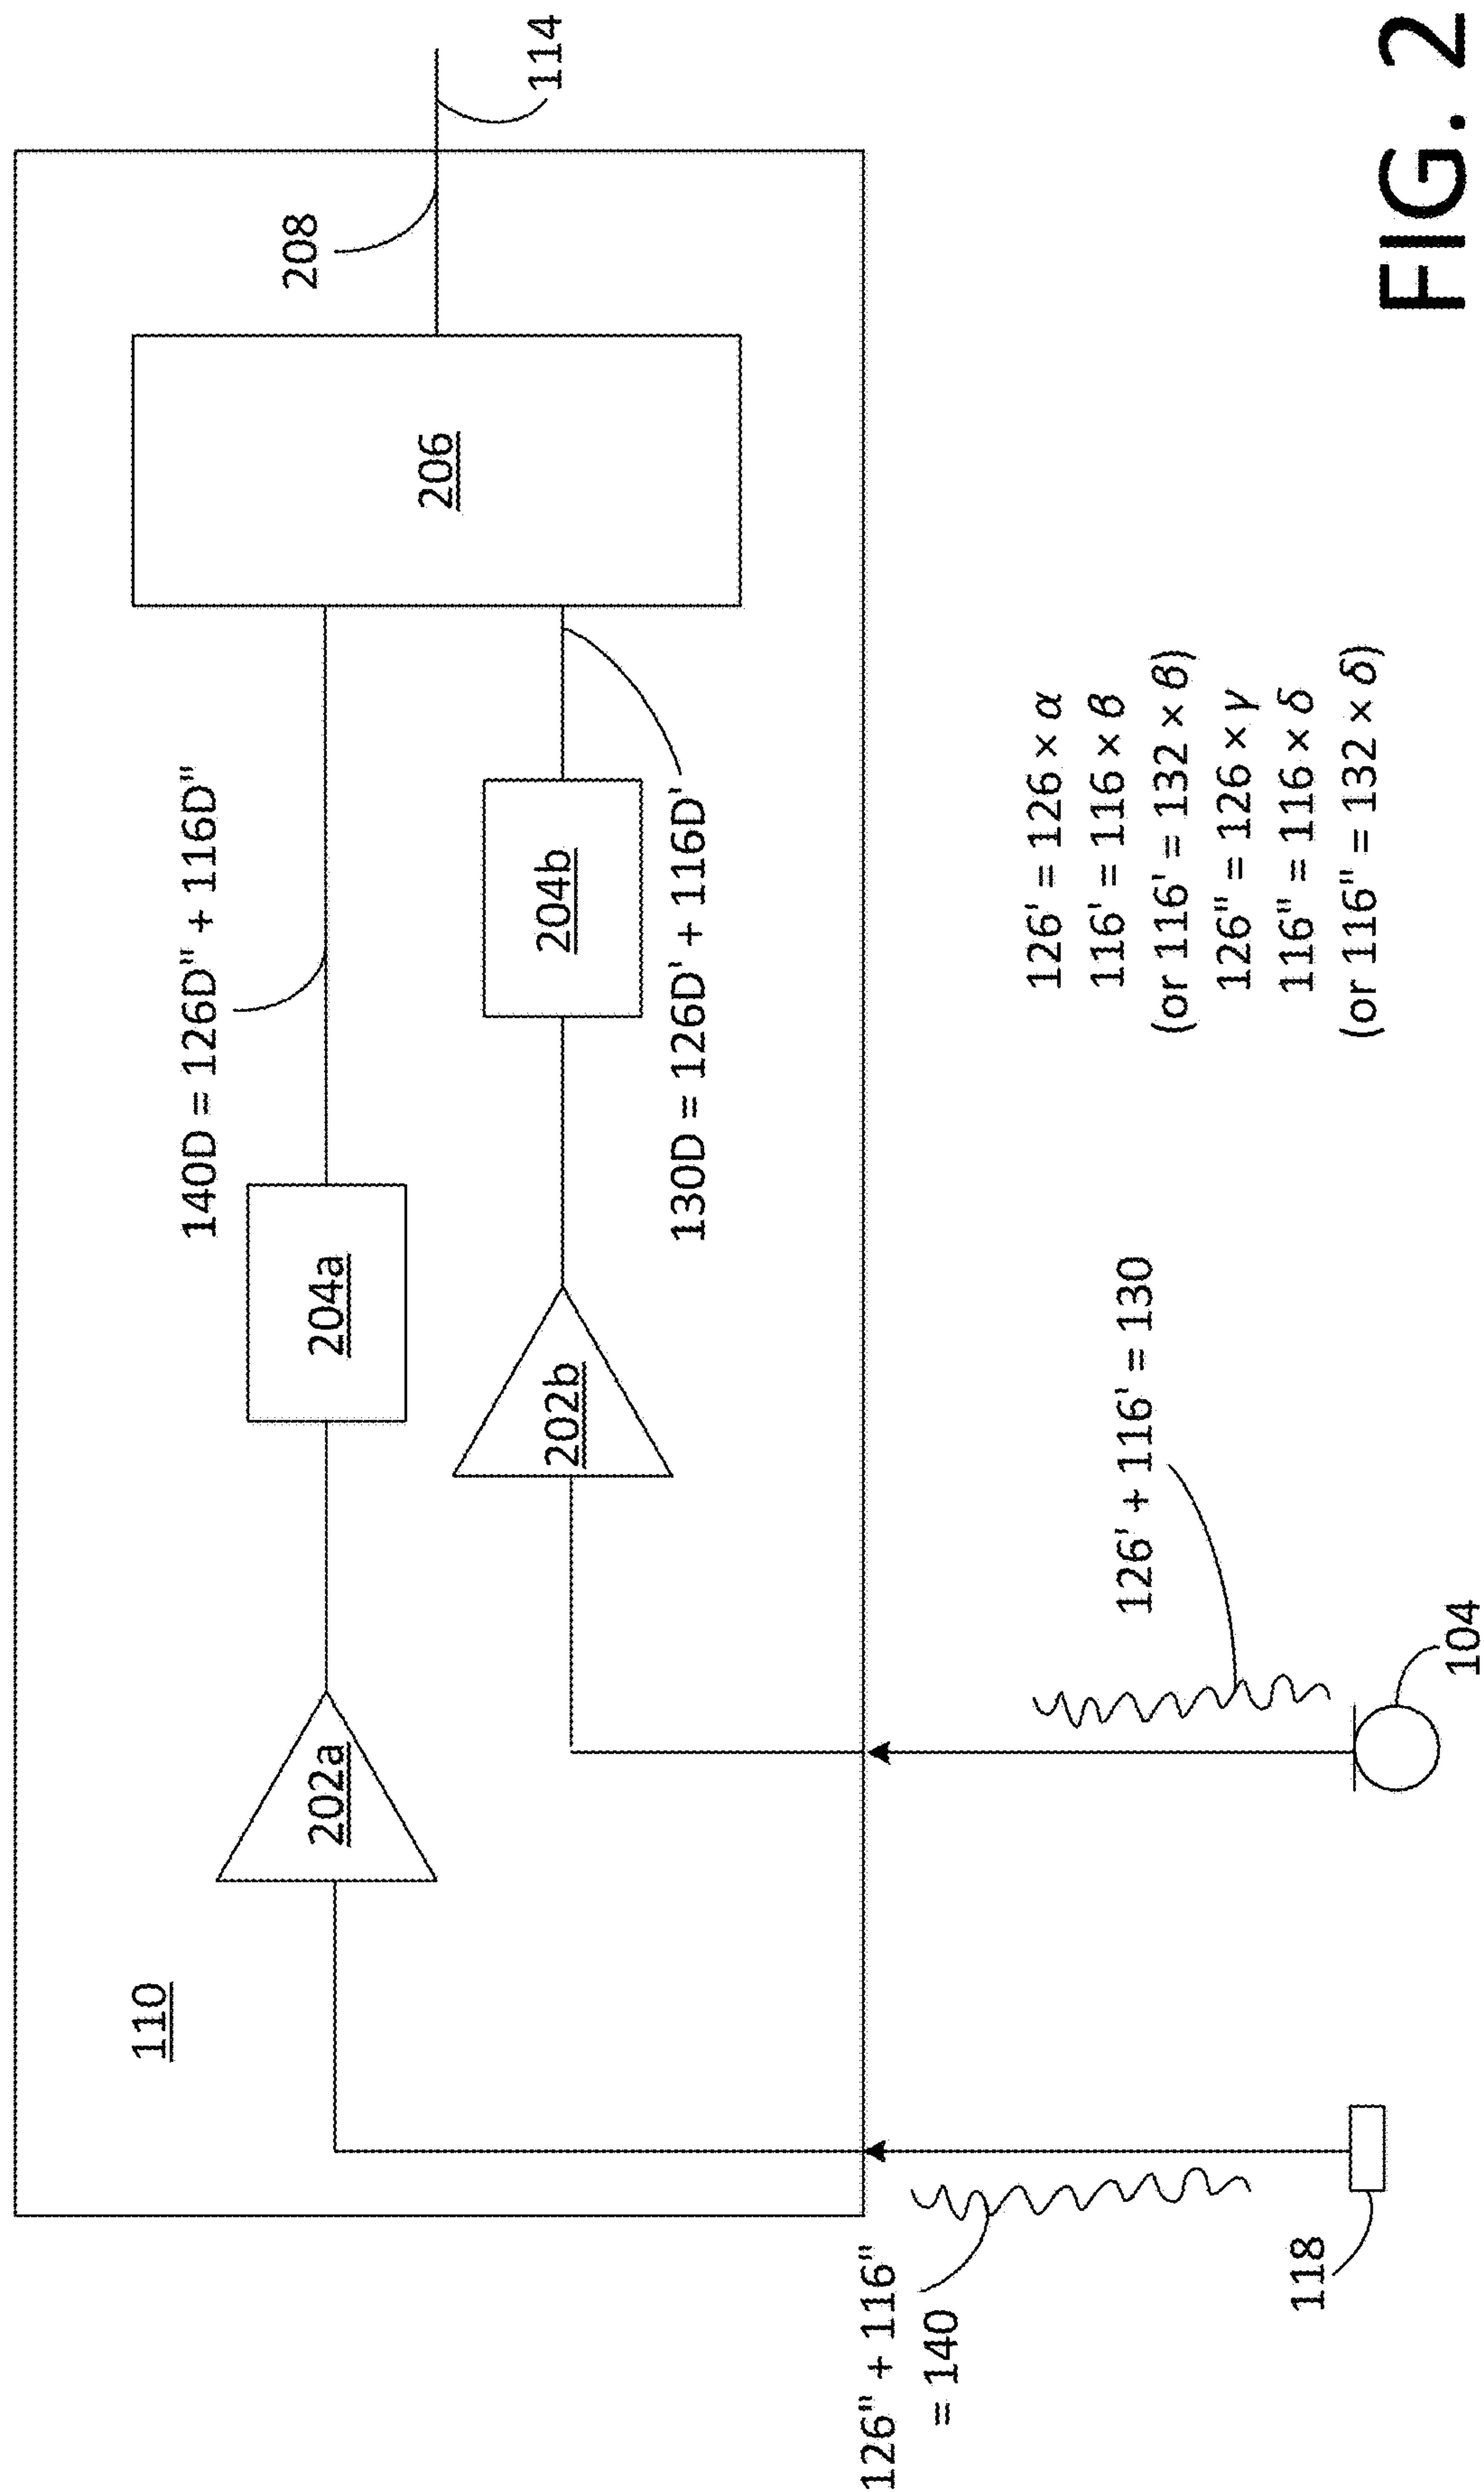 110
202a
204a
140D = 126D" + 116D"
202b
204b
130D = 126D' + 116D'
206
208
114
126" + 116"
= 140
118
126' + 116' = 130
104
126' = 126 × α
116' = 116 × β
(or 116' = 132 × β)
126" = 126 × γ
116" = 116 × δ
(or 116" = 132 × δ)
FIG. 2